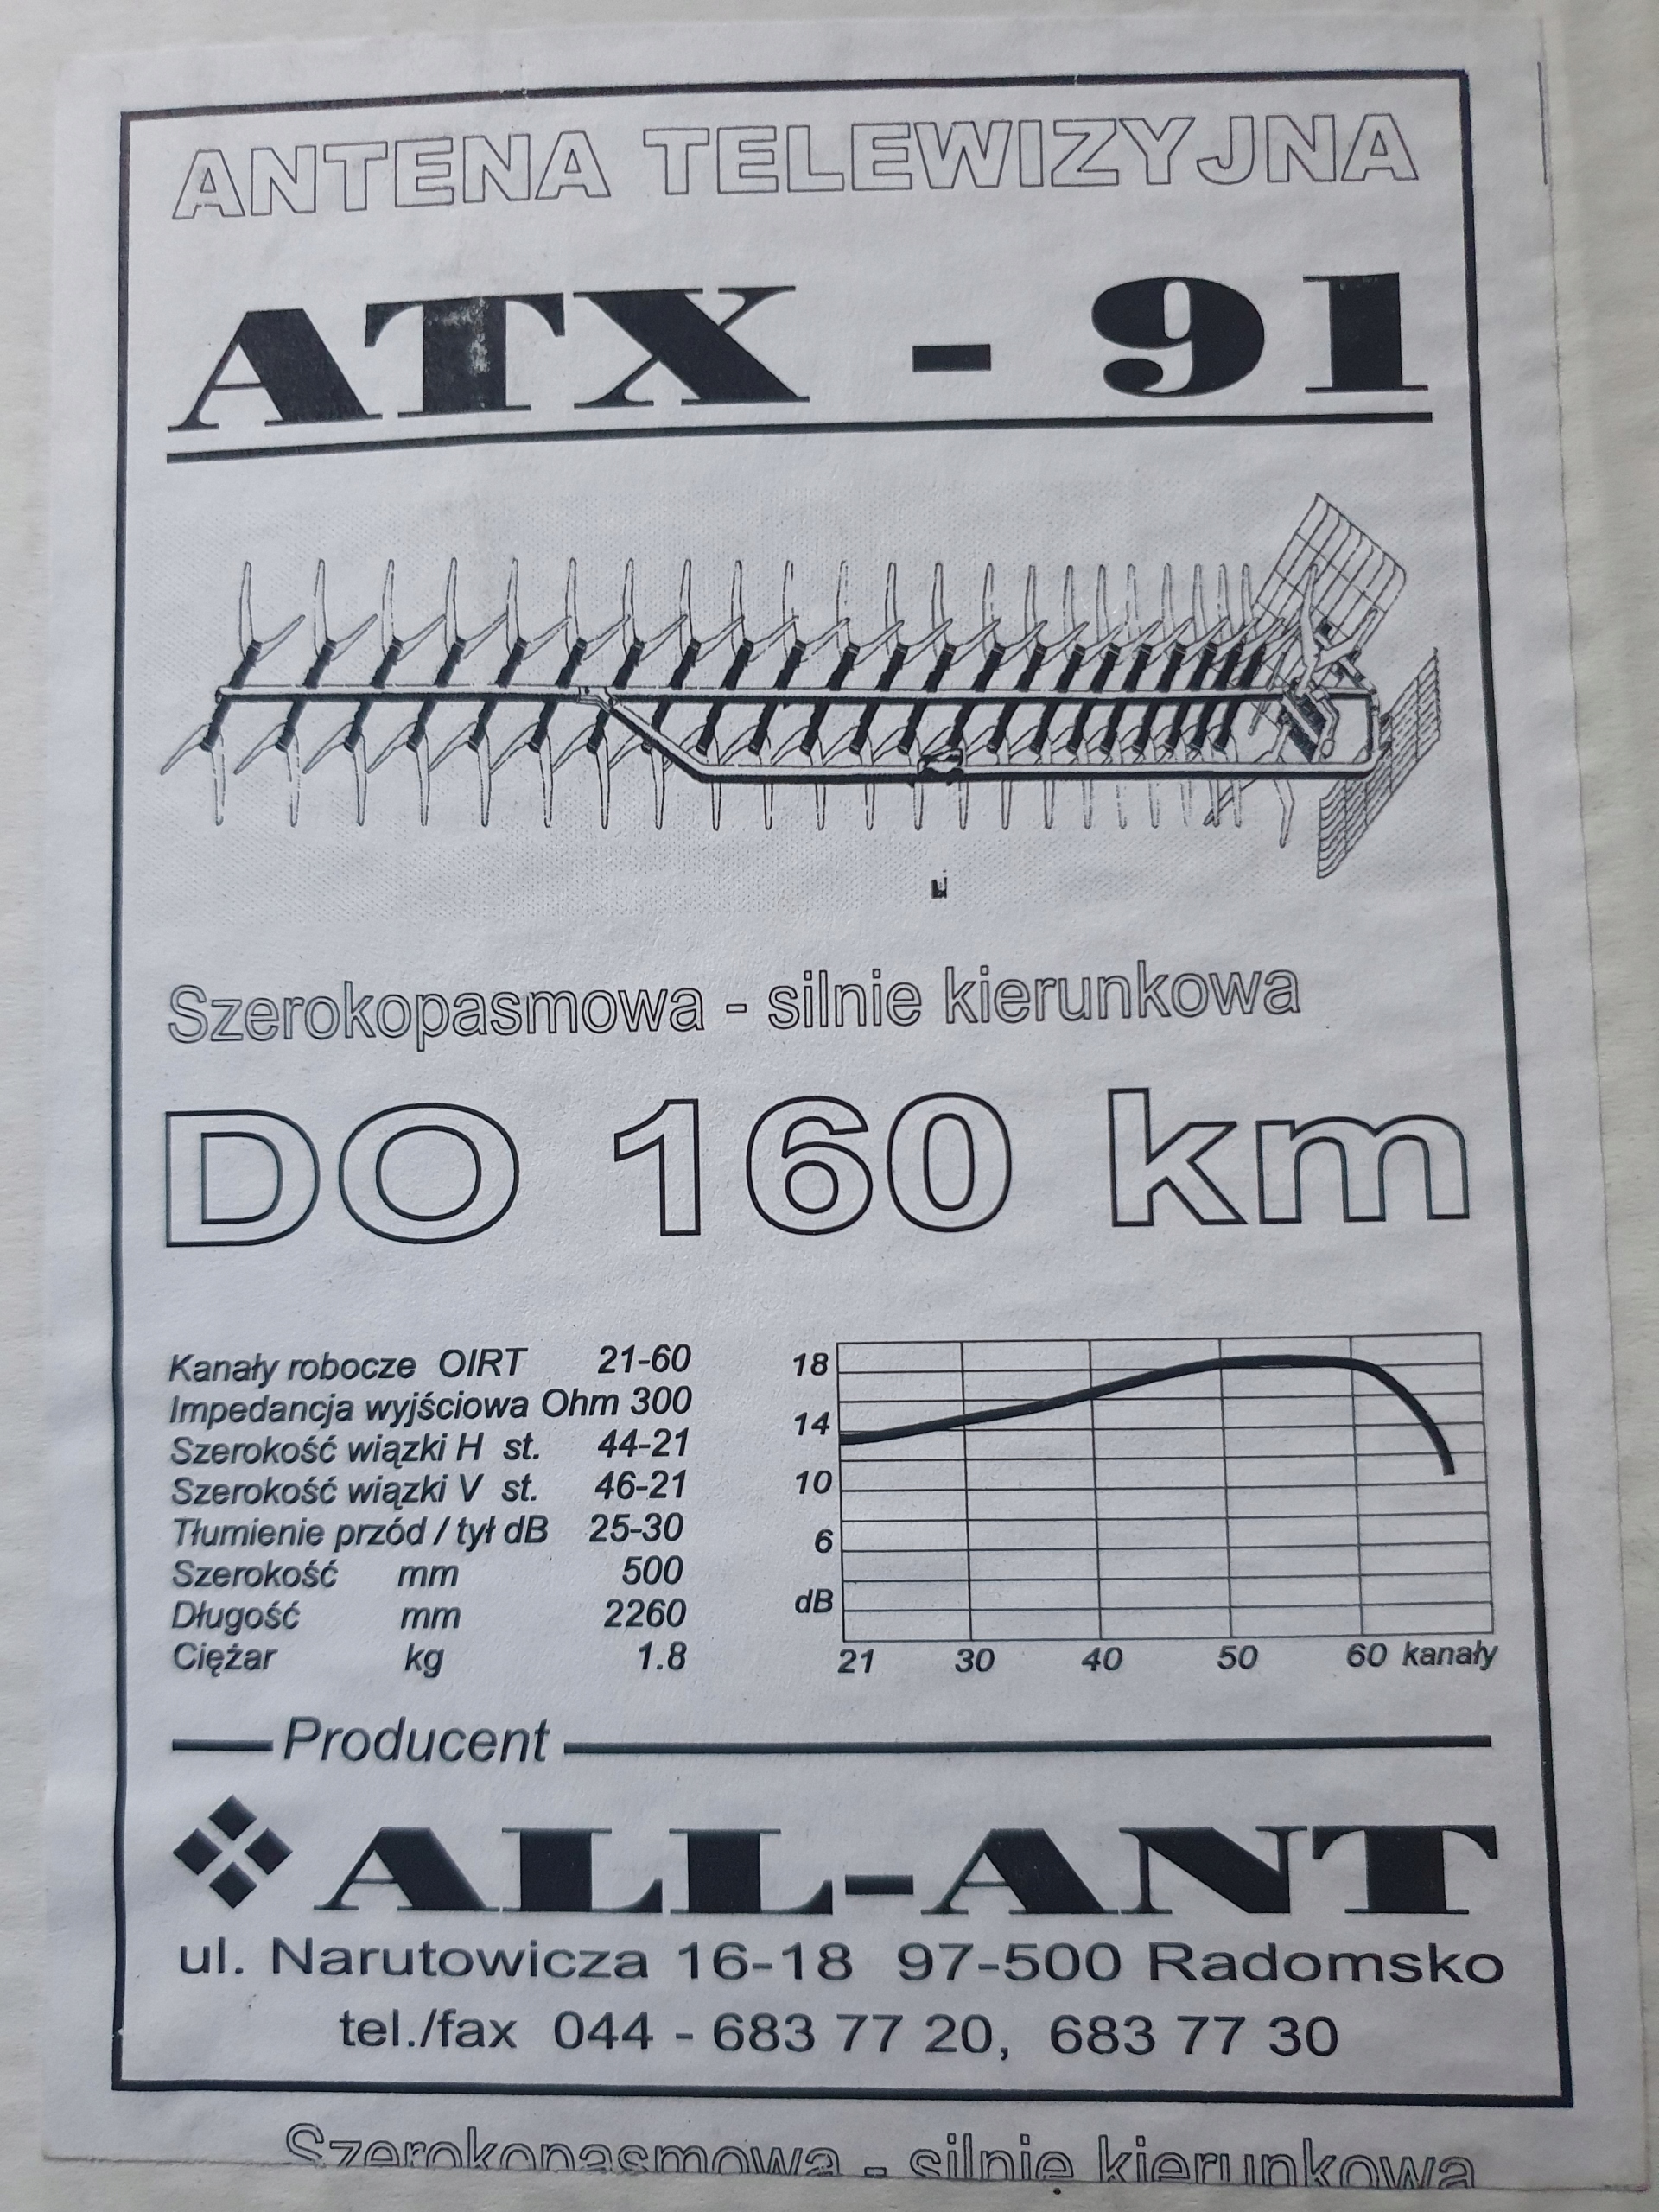 ANTENA TELEWIZYJNA
ATX - 91
Szerokopasmowa - silnie kierunkowa
DO 160 km
Kanały robocze OIRT 21-60
Impedancja wyjściowa Ohm 300
Szerokość wiązki H st. 44-21
Szerokość wiązki V st. 46-21
Tłumienie przód / tył dB 25-30
Szerokość mm 500
Długość mm 2260
Ciężar kg 1.8
18
14
10
6
dB
21 30 40 50 60 kanały
Producent
ALL-ANT
ul. Narutowicza 16-18 97-500 Radomsko
tel./fax 044 - 683 77 20, 683 77 30
Szerokopasmowa - silnie kierunkowa